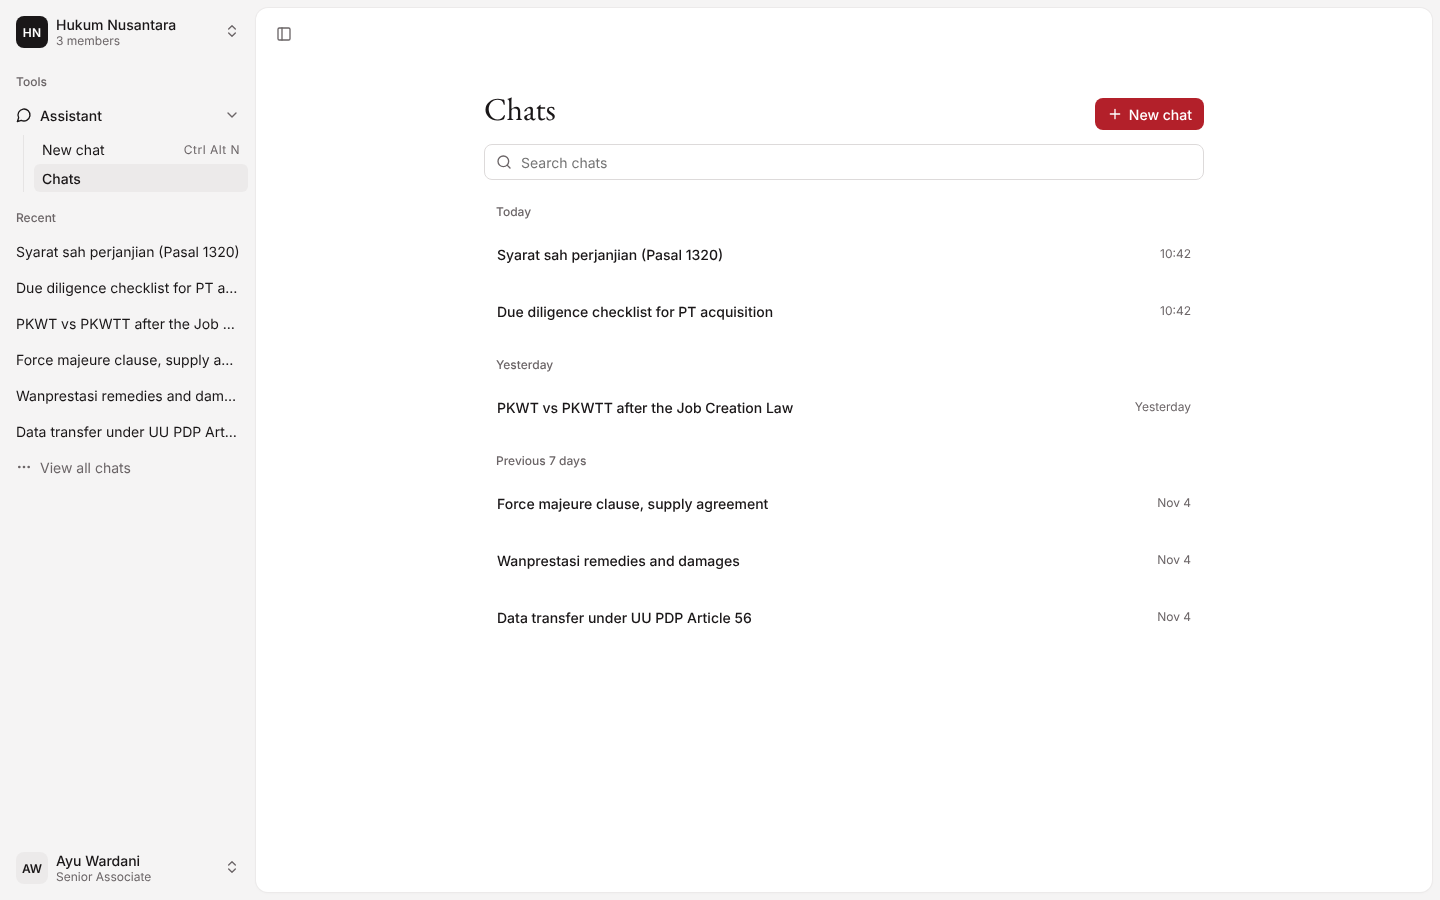 HN
Hukum Nusantara
3 members
Tools
Assistant
New chat Ctrl Alt N
Chats
Recent
Syarat sah perjanjian (Pasal 1320)
Due diligence checklist for PT a...
PKWT vs PKWTT after the Job ...
Force majeure clause, supply a...
Wanprestasi remedies and dam...
Data transfer under UU PDP Art...
View all chats
AW
Ayu Wardani
Senior Associate
Chats
New chat
Search chats
Today
Syarat sah perjanjian (Pasal 1320) 10:42
Due diligence checklist for PT acquisition 10:42
Yesterday
PKWT vs PKWTT after the Job Creation Law Yesterday
Previous 7 days
Force majeure clause, supply agreement Nov 4
Wanprestasi remedies and damages Nov 4
Data transfer under UU PDP Article 56 Nov 4